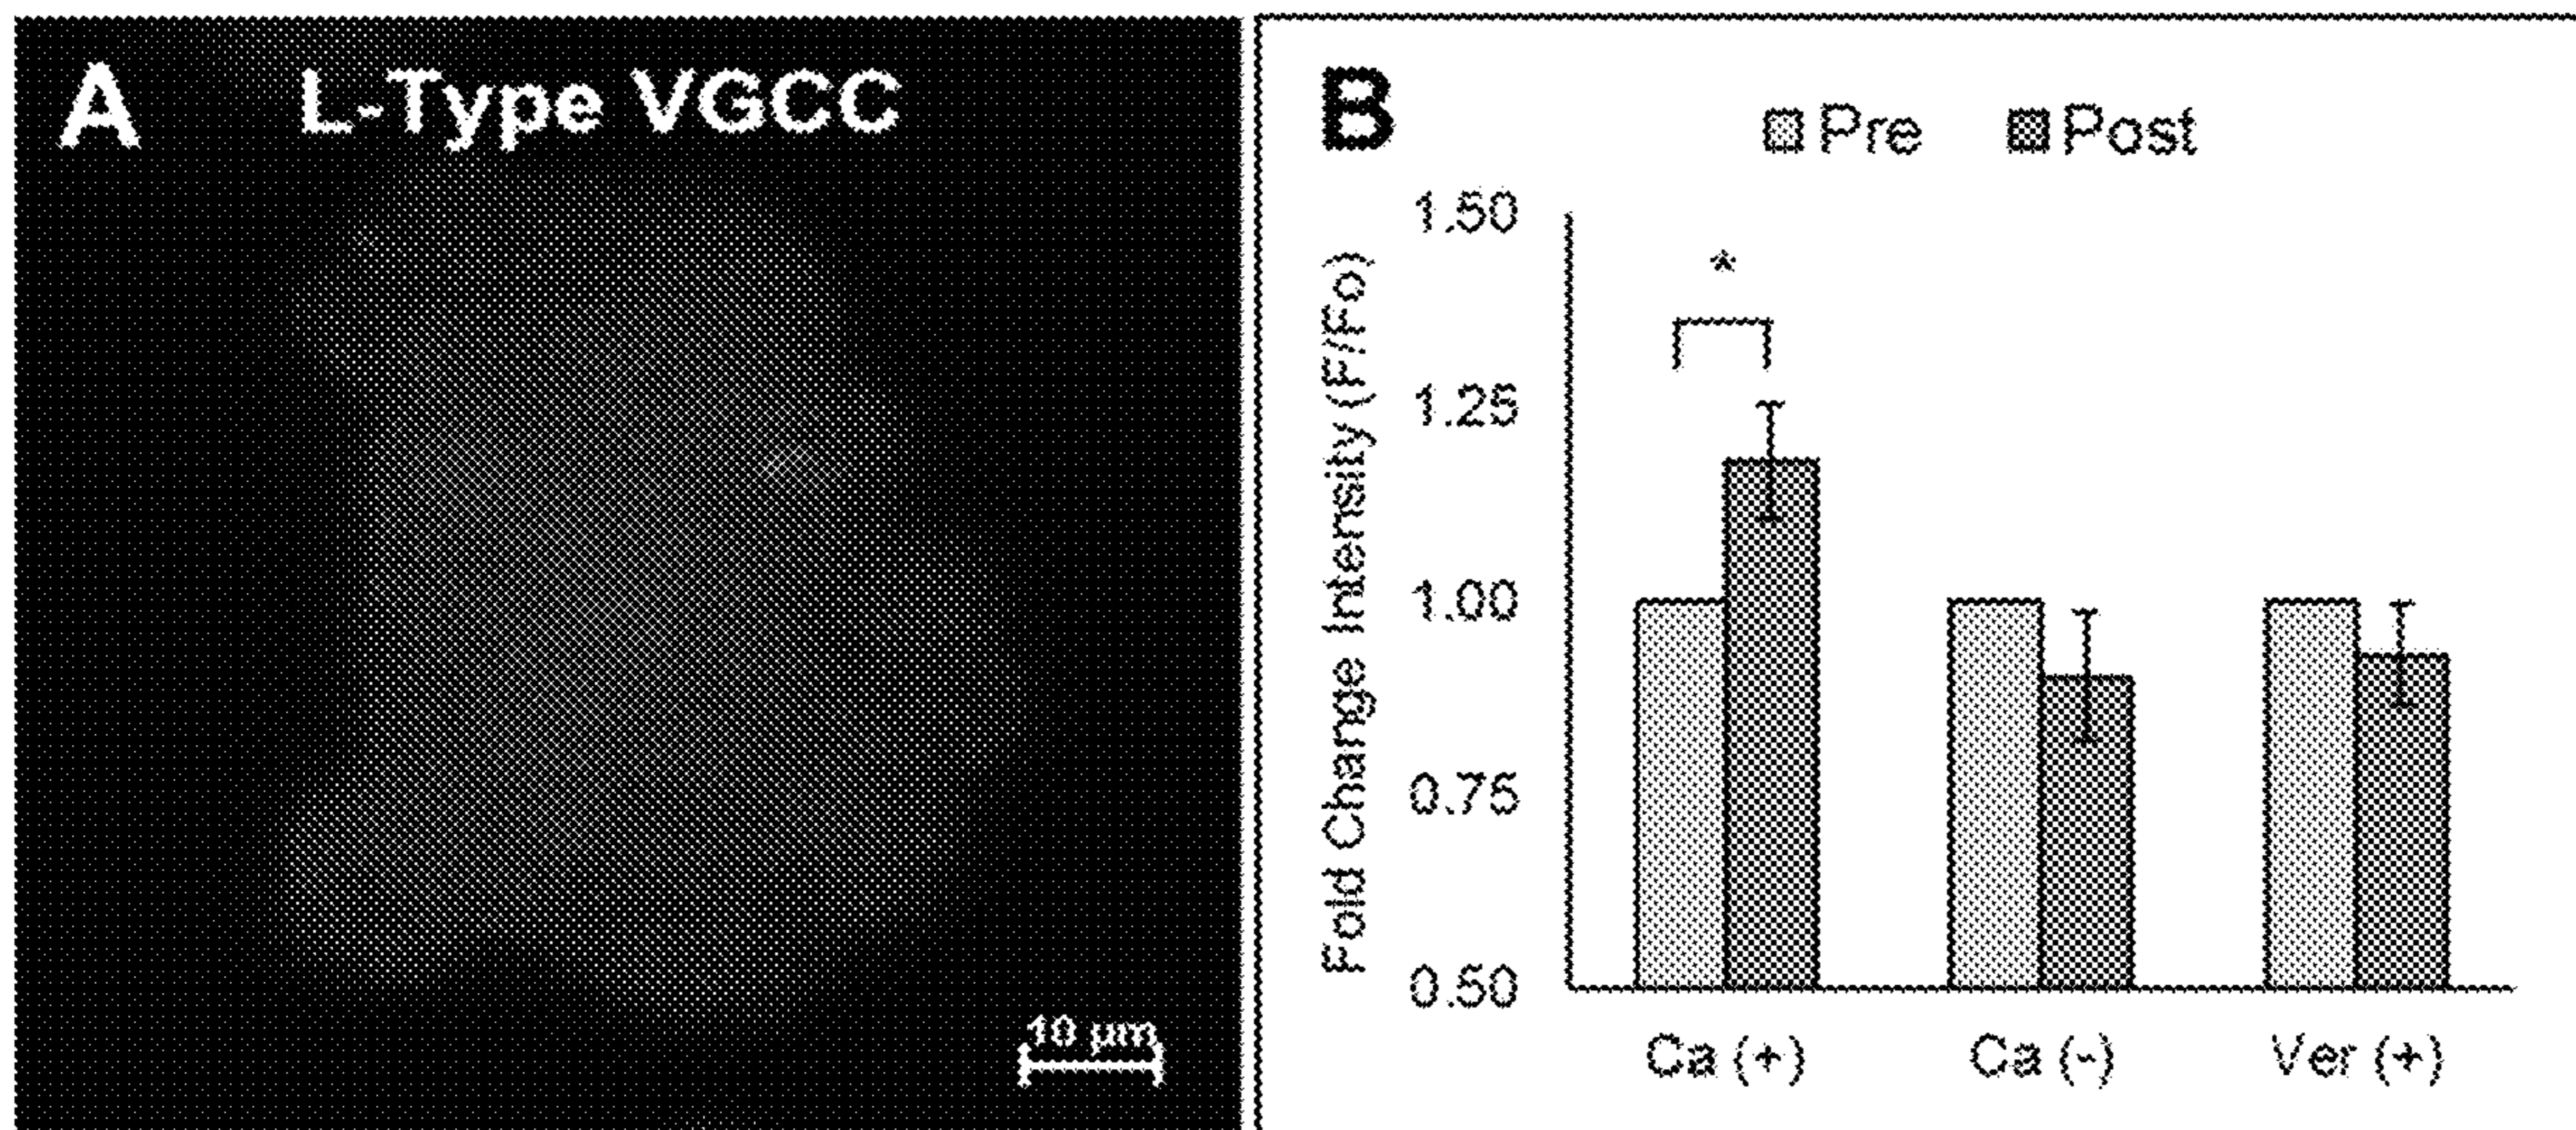 A L-Type VGCC
10 µm
B
Pre Post
Fold Change Intensity (F/Fo)
1.50
1.25
1.00
0.75
0.50
*
Ca (+) Ca (-) Ver (+)